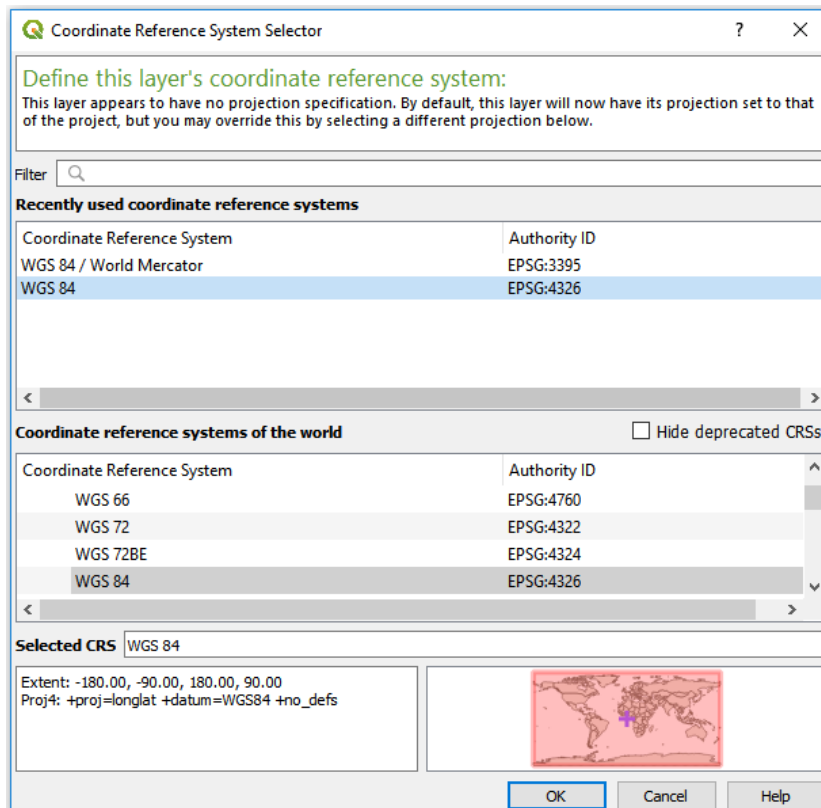 Coordinate Reference System Selector ?
Define this layer's coordinate reference system:
This layer appears to have no projection specification. By default, this layer will now have its projection set to that
of the project, but you may override this by selecting a different projection below.
Filter
Recently used coordinate reference systems
Coordinate Reference System Authority ID
WGS 84 / World Mercator EPSG:3395
WGS 84 EPSG:4326
Coordinate reference systems of the world Hide deprecated CRSs
Coordinate Reference System Authority ID
WGS 66 EPSG:4760
WGS 72 EPSG:4322
WGS 72BE EPSG:4324
WGS 84 EPSG:4326
Selected CRS WGS 84
Extent: -180.00, -90.00, 180.00, 90.00
Proj4: +proj=longlat +datum=WGS84 +no_defs
OK Cancel Help